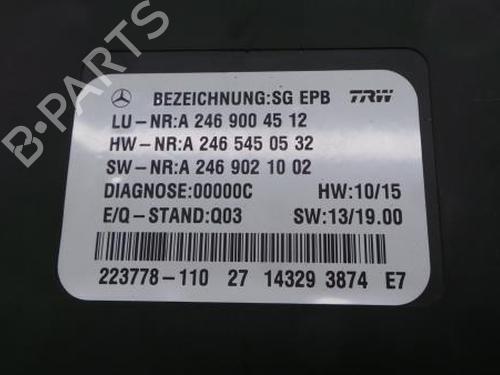 B-PARTS
BEZEICHNUNG:SG EPB TRW
LU-NR:A 246 900 45 12
HW-NR:A 246 545 05 32
SW-NR:A 246 902 10 02
DIAGNOSE:00000C HW:10/15
E/Q-STAND:Q03 SW:13/19.00
223778-110 27 14329 3874 E7